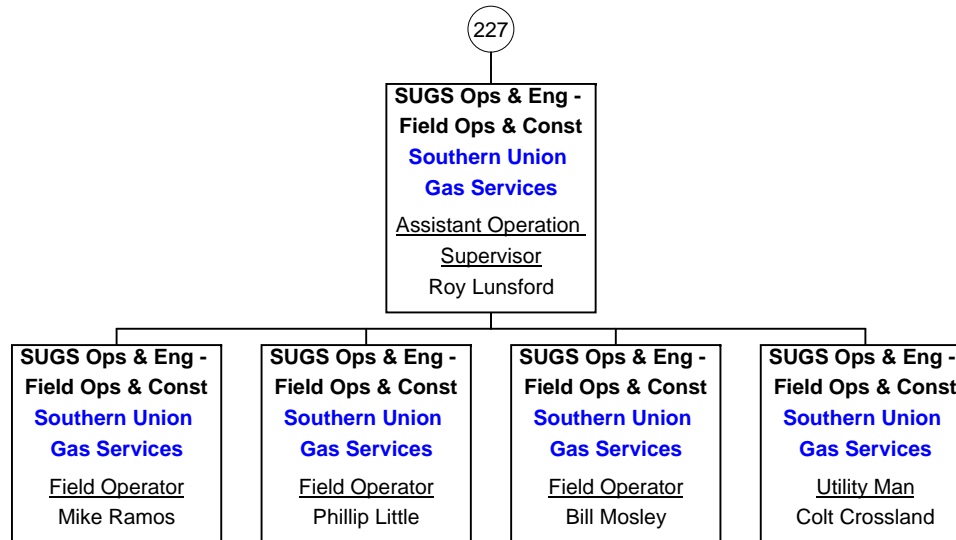 227
SUGS Ops & Eng -
Field Ops & Const
Southern Union
Gas Services
Assistant Operation
Supervisor
Roy Lunsford
SUGS Ops & Eng -
Field Ops & Const
Southern Union
Gas Services
Field Operator
Mike Ramos
SUGS Ops & Eng -
Field Ops & Const
Southern Union
Gas Services
Field Operator
Phillip Little
SUGS Ops & Eng -
Field Ops & Const
Southern Union
Gas Services
Field Operator
Bill Mosley
SUGS Ops & Eng -
Field Ops & Const
Southern Union
Gas Services
Utility Man
Colt Crossland